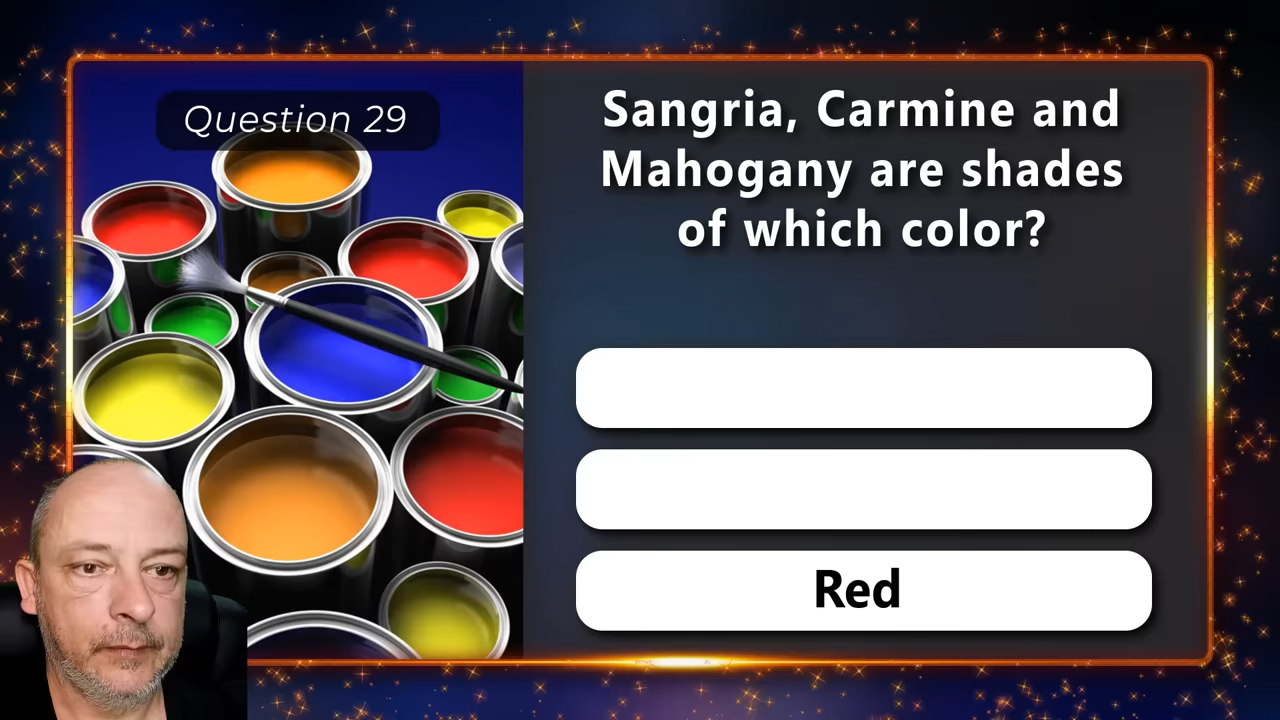 Question 29
Sangria, Carmine and
Mahogany are shades
of which color?
Red